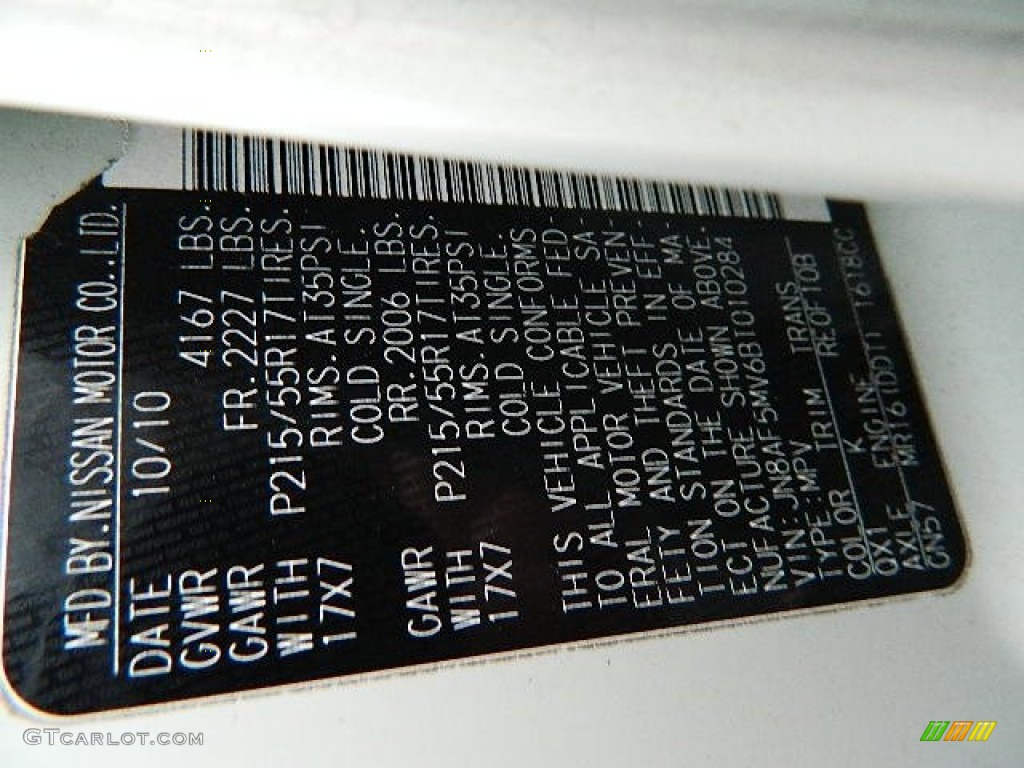 MFD BY. NISSAN MOTOR CO., LTD.
DATE 10/10
GVWR 4167 LBS.
GAWR FR. 2227 LBS.
WITH P215/55R17TIRES.
17X7 RIMS. AT35PSI
COLD SINGLE.
GAWR RR. 2006 LBS.
WITH P215/55R17TIRES.
17X7 RIMS. AT35PSI
COLD SINGLE.
THIS VEHICLE CONFORMS
TO ALL APPLICABLE FED-
ERAL MOTOR VEHICLE SA-
FETY AND THEFT PREVEN-
TION STANDARDS IN EFF-
ECT ON THE DATE OF MA-
NUFACTURE SHOWN ABOVE.
VIN:JN8AF5MV6BT010284
TYPE:MPV
COLOR TRIM TRANS
QX1 K RE0F10B
AXLE ENGINE
GN57 MR16(DDT) 1618CC
GTCARLOT.COM